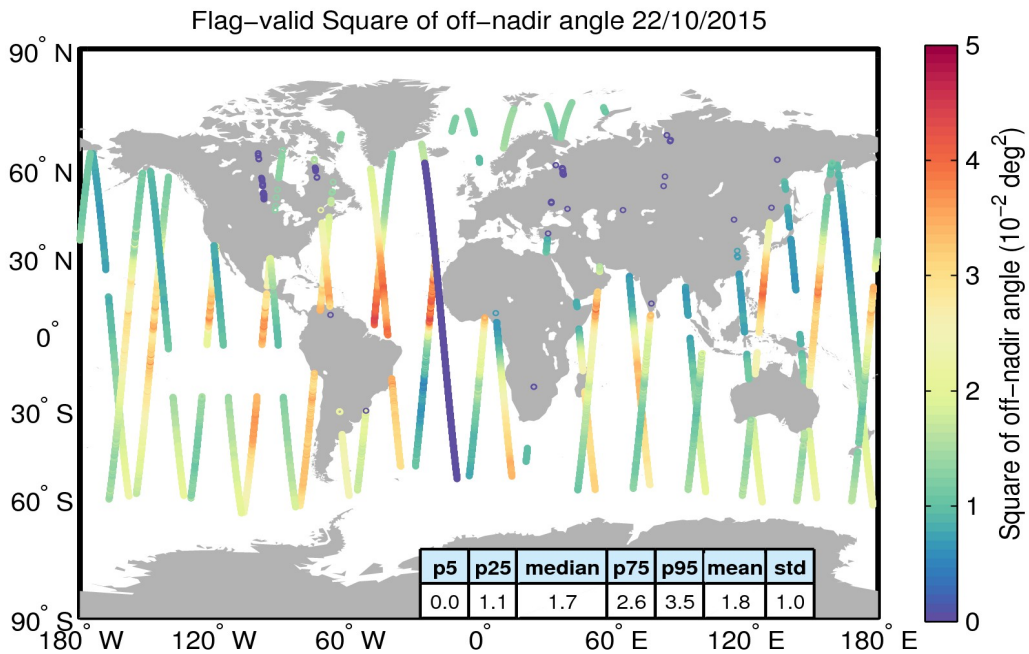 Flag−valid Square of off−nadir angle 22/10/2015
90° N
60° N
30° N
0°
30° S
60° S
90° S
180° W
120° W
60° W
0°
60° E
120° E
180° E
p5 p25 median p75 p95 mean std
0.0 1.1 1.7 2.6 3.5 1.8 1.0
5
4
3
2
1
0
Square of off−nadir angle (10⁻² deg²)